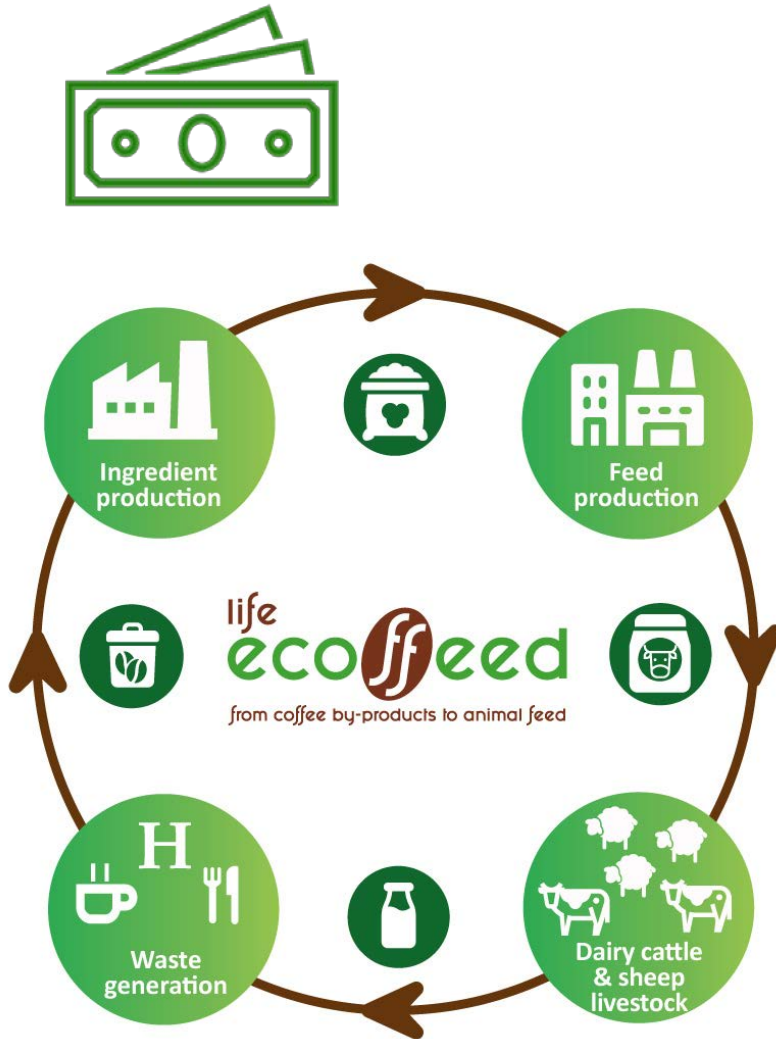 Ingredient
production
Feed
production
life
ecoffeed
from coffee by-products to animal feed
H
Waste
generation
Dairy cattle
& sheep
livestock